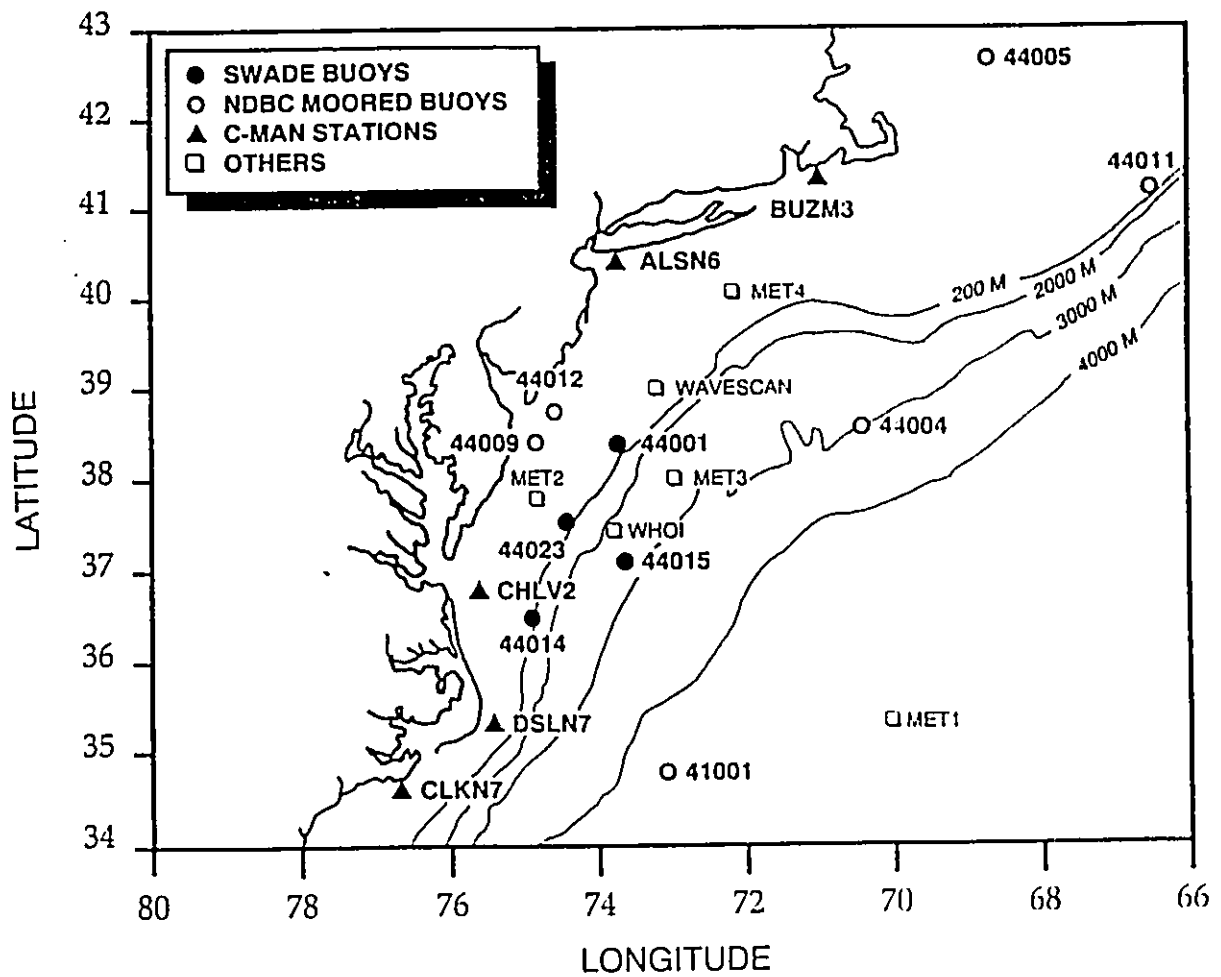 43
42
41
40
39
38
37
36
35
34
LATITUDE
SWADE BUOYS
NDBC MOORED BUOYS
C-MAN STATIONS
OTHERS
44005
44011
BUZM3
ALSN6
MET4
200 M
2000 M
3000 M
4000 M
44012
WAVESCAN
44009
44001
44004
MET2
MET3
WHOI
44023
44015
CHLV2
44014
DSLN7
MET1
41001
CLKN7
80
78
76
74
72
70
68
66
LONGITUDE